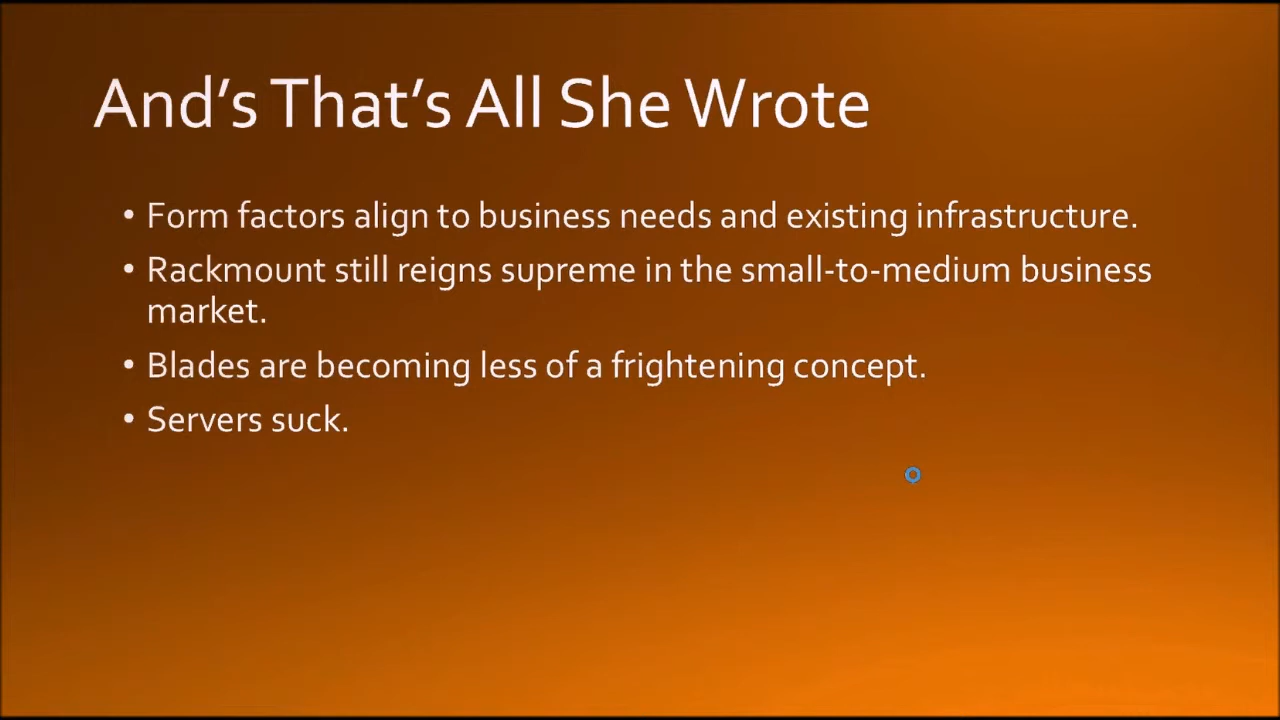 And's That's All She Wrote
• Form factors align to business needs and existing infrastructure.
• Rackmount still reigns supreme in the small-to-medium business
market.
• Blades are becoming less of a frightening concept.
• Servers suck.